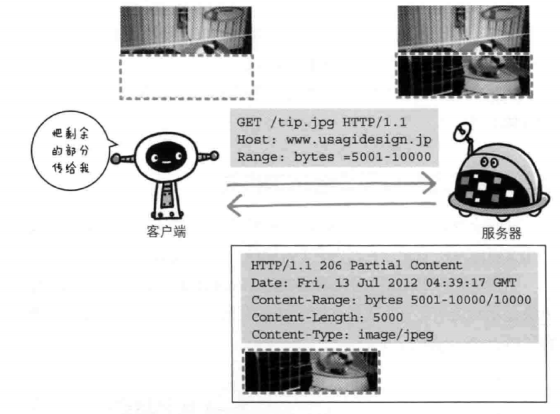 把剩余
的部分
传给我
GET /tip.jpg HTTP/1.1
Host: www.usagidesign.jp
Range: bytes =5001-10000
客户端
服务器
HTTP/1.1 206 Partial Content
Date: Fri, 13 Jul 2012 04:39:17 GMT
Content-Range: bytes 5001-10000/10000
Content-Length: 5000
Content-Type: image/jpeg